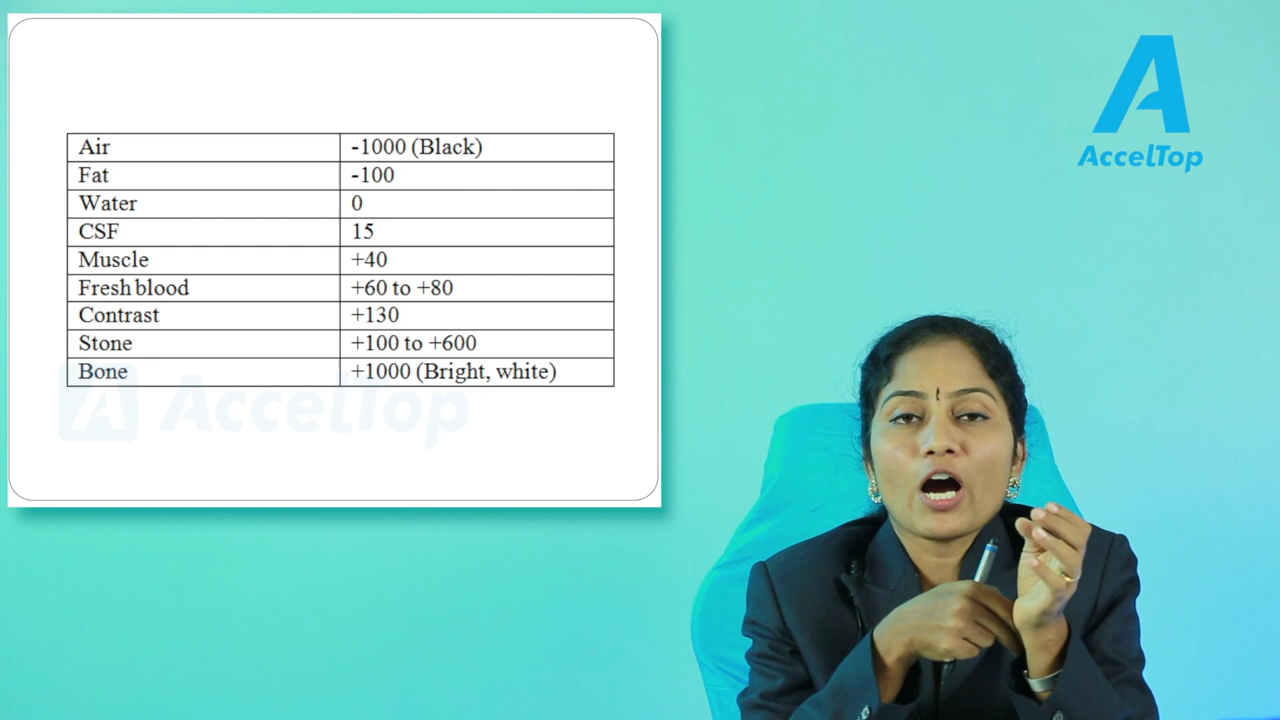 Air -1000 (Black)
Fat -100
Water 0
CSF 15
Muscle +40
Fresh blood +60 to +80
Contrast +130
Stone +100 to +600
Bone +1000 (Bright, white)
AccelTop
AccelTop